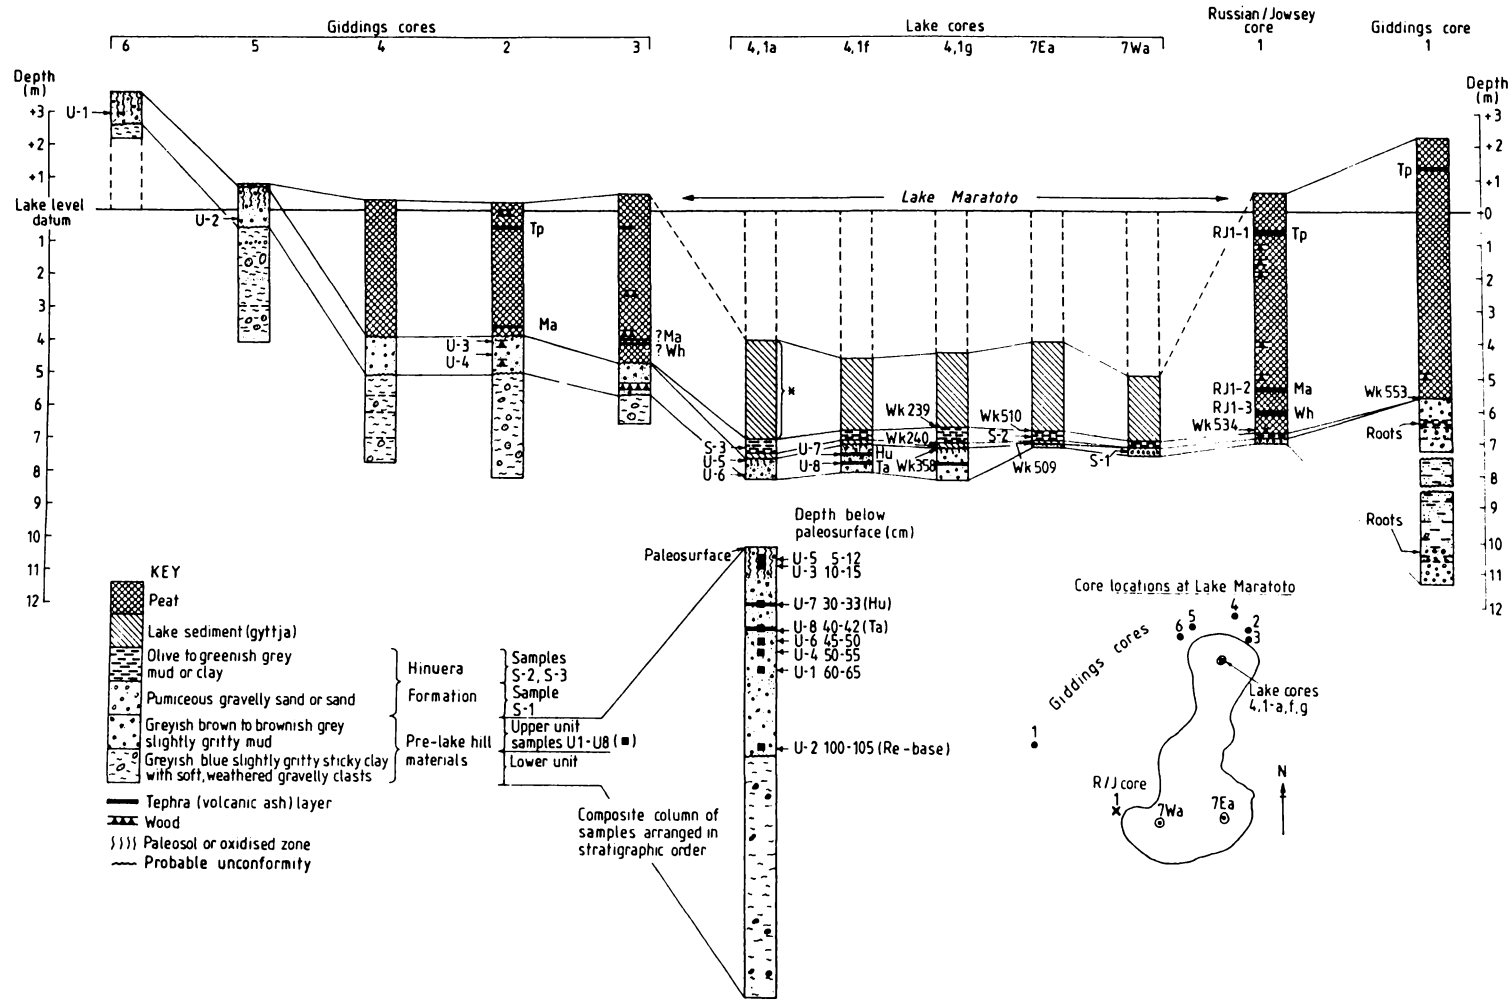 Giddings cores
Lake cores
Russian/Jowsey
core
Giddings core
6
5
4
2
3
4,1a
4,1f
4,1g
7Ea
7Wa
1
1
Depth
(m)
+3
+2
+1
Lake level
datum
1
2
3
4
5
6
7
8
9
10
11
12
Depth
(m)
+3
+2
+1
0
1
2
3
4
5
6
7
8
9
10
11
12
U-1
U-2
Tp
Ma
U-3
U-4
?Ma
?Wh
Lake Maratoto
*
S-3
U-5
U-6
U-7
U-8
Hu
Ta
Wk239
Wk240
Wk358
Wk510
S-2
Wk509
S-1
RJ1-1
Tp
RJ1-2
Ma
RJ1-3
Wh
Wk534
Tp
Wk553
Roots
Roots
Depth below
paleosurface (cm)
Paleosurface
U-5 5-12
U-3 10-15
U-7 30-33 (Hu)
U-8 40-42 (Ta)
U-6 45-50
U-4 50-55
U-1 60-65
U-2 100-105 (Re-base)
Composite column of
samples arranged in
stratigraphic order
KEY
Peat
Lake sediment (gyttja)
Olive to greenish grey
mud or clay
Pumiceous gravelly sand or sand
Greyish brown to brownish grey
slightly gritty mud
Greyish blue slightly gritty sticky clay
with soft, weathered gravelly clasts
Hinuera
Formation
Pre-lake hill
materials
Samples
S-2, S-3
Sample
S-1
Upper unit
samples U1-U8 (■)
Lower unit
Tephra (volcanic ash) layer
Wood
Paleosol or oxidised zone
Probable unconformity
Core locations at Lake Maratoto
Giddings cores
6
5
4
2
3
1
Lake cores
4,1-a,f,g
R/J core
1
7Wa
7Ea
N